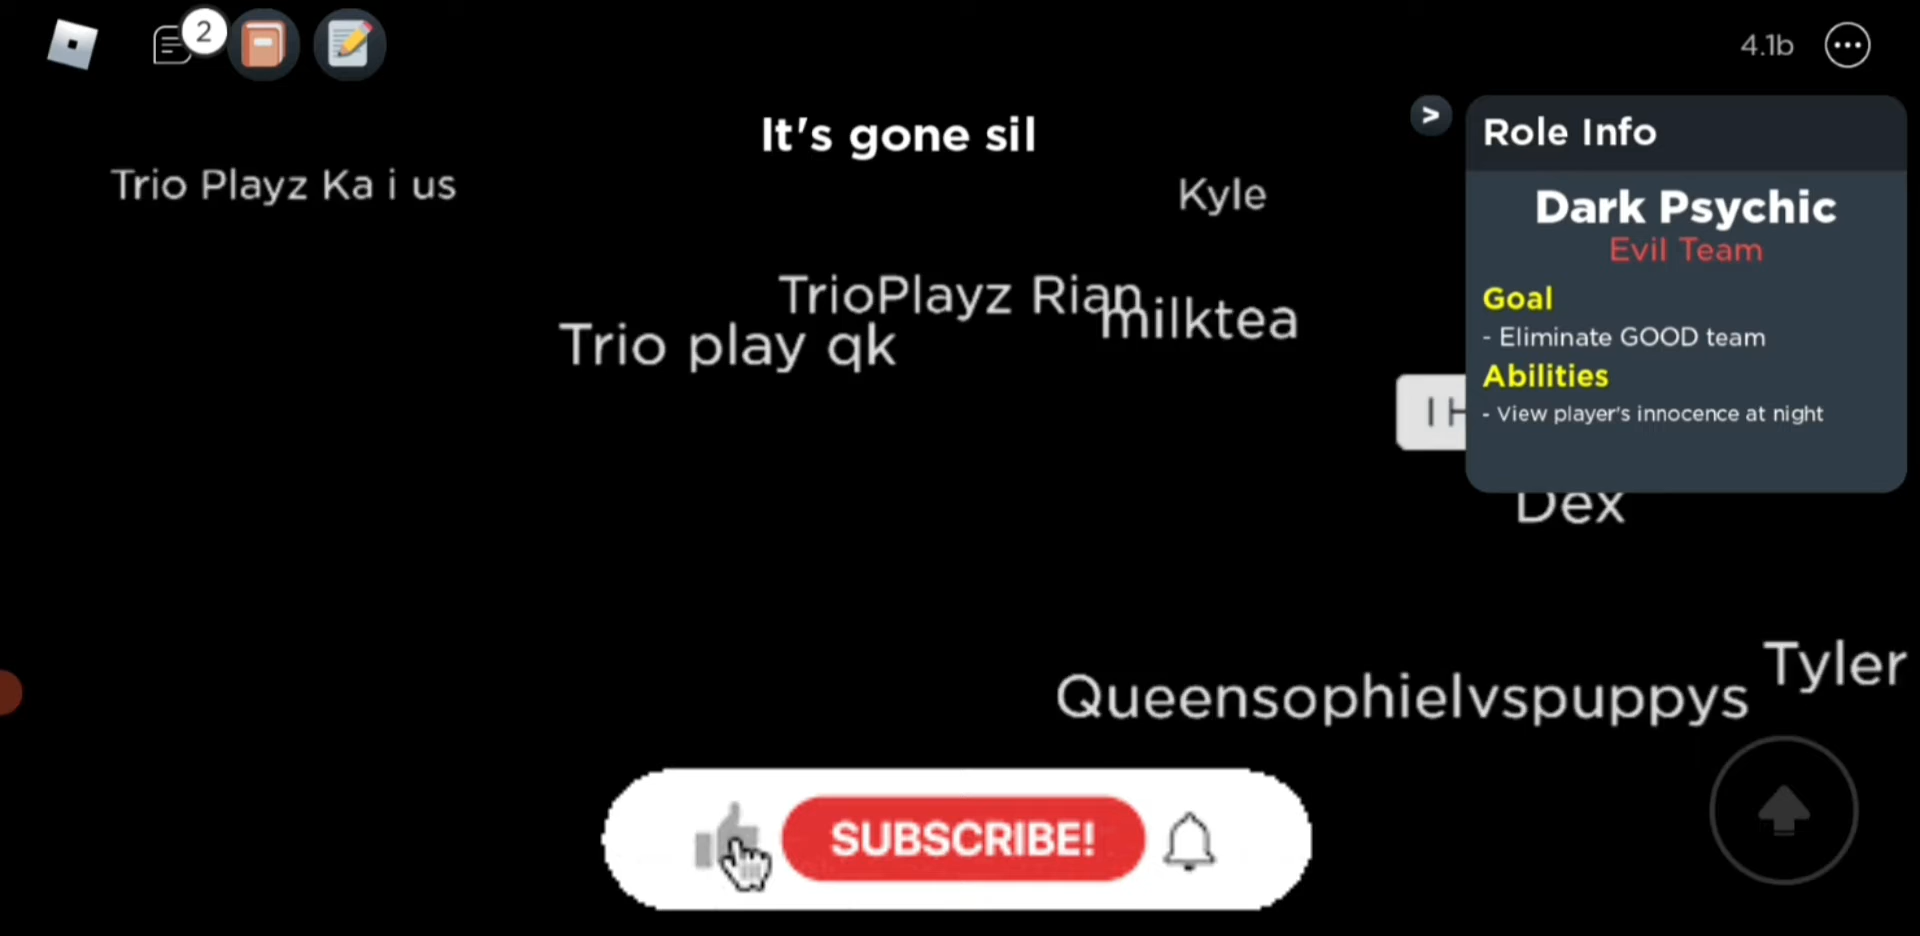 2
4.1b
It's gone sil
Role Info
Trio Playz Ka i us
Kyle
Dark Psychic
Evil Team
TrioPlayz Rian
milktea
Trio play qk
Goal
- Eliminate GOOD team
Abilities
- View player's innocence at night
Dex
Tyler
Queensophielvspuppys
SUBSCRIBE!